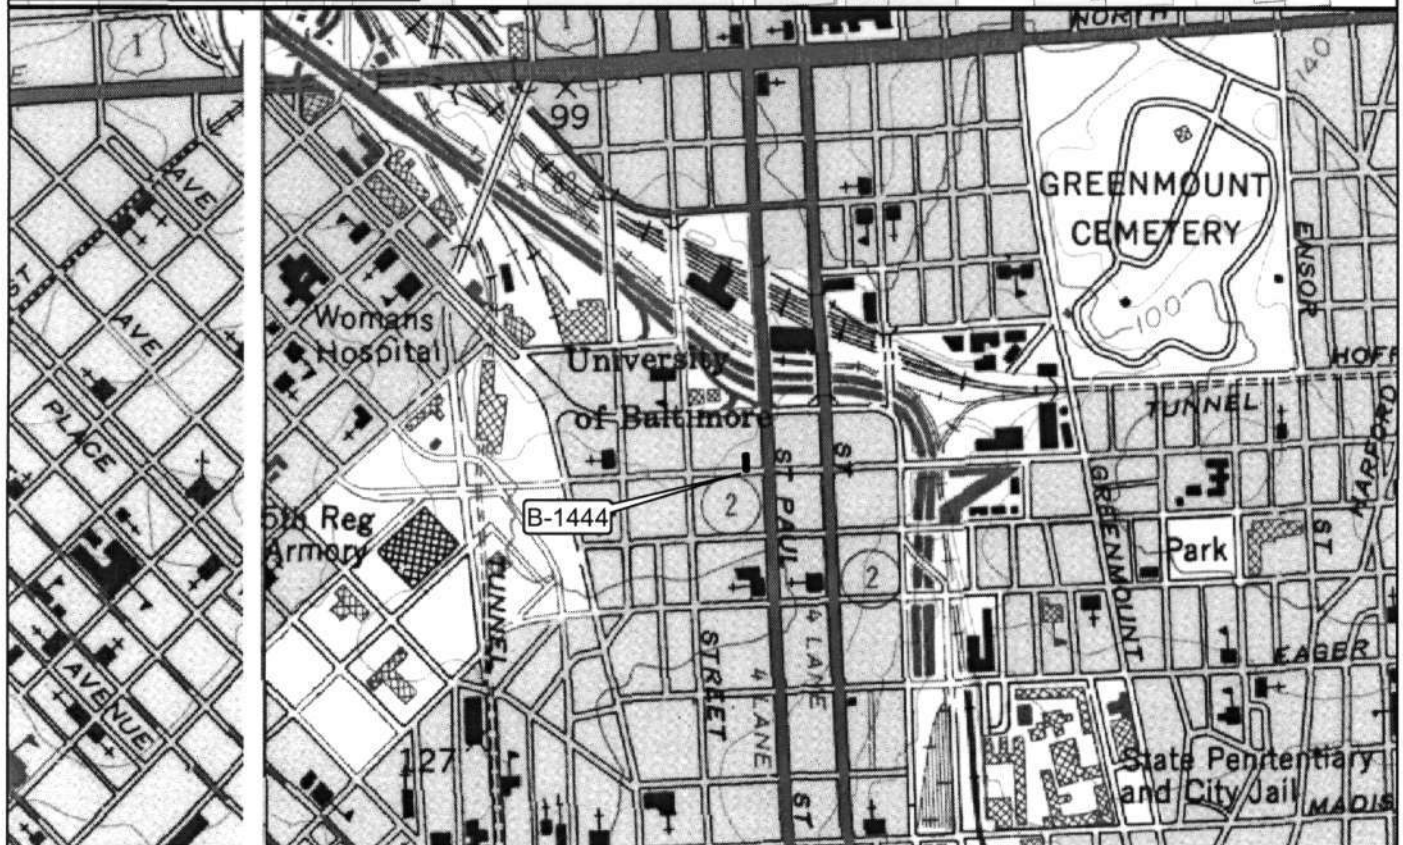 NORTH
1
1
E
140
99
AVE
R.R.
GREENMOUNT
CEMETERY
ENSOR
ST
AVE
Womans
Hospital
100
University
HOFF
PLACE
of Baltimore
TUNNEL
HARFORD
ST
ST PAUL
GREENMOUNT
B-1444
2
5th Reg
Armory
Park
ST
2
TUNNEL
4 LANE
STREET
EAGER
4 LANE
AVENUE
127
State Penitentiary
and City Jail
MADIS
ST